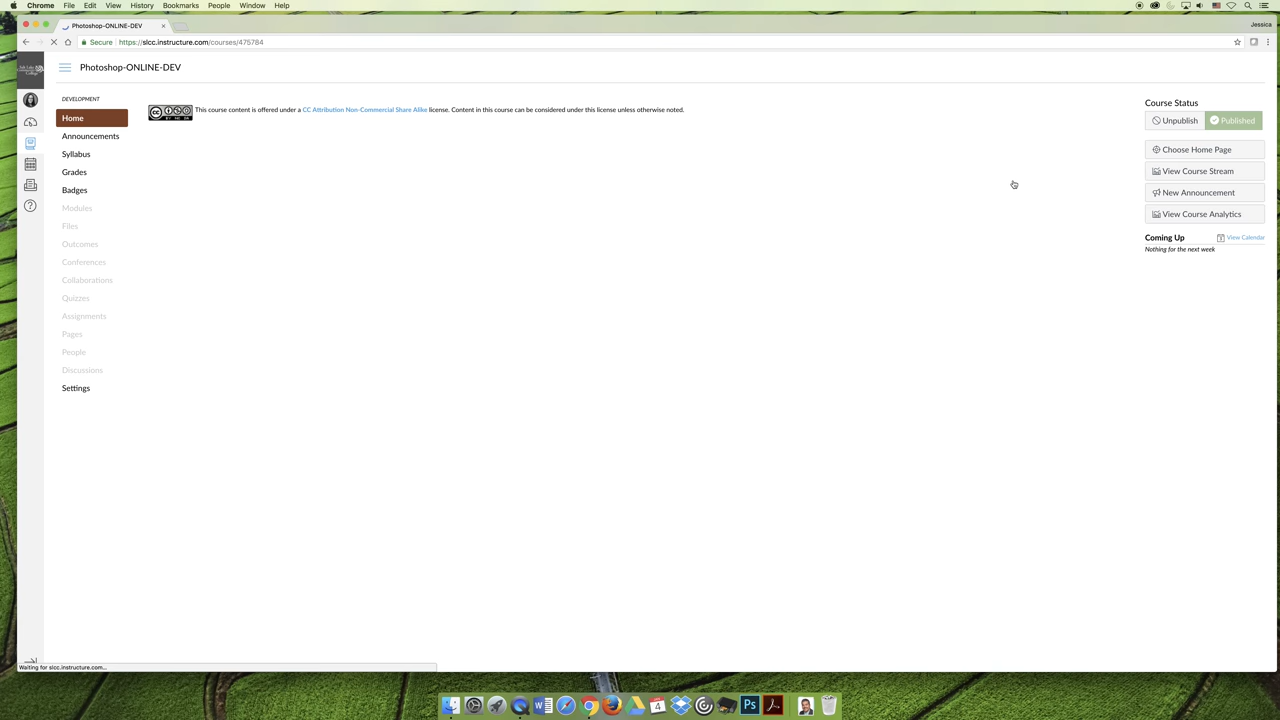 Chrome File Edit View History Bookmarks People Window Help
Photoshop-ONLINE-DEV
Jessica
Secure https://slcc.instructure.com/courses/475784
Photoshop-ONLINE-DEV
DEVELOPMENT
Home
Announcements
Syllabus
Grades
Badges
Modules
Files
Outcomes
Conferences
Collaborations
Quizzes
Assignments
Pages
People
Discussions
Settings
This course content is offered under a CC Attribution Non-Commercial Share Alike license. Content in this course can be considered under this license unless otherwise noted.
BY NC SA
Course Status
Unpublish Published
Choose Home Page
View Course Stream
New Announcement
View Course Analytics
Coming Up View Calendar
Nothing for the next week
Waiting for slcc.instructure.com...
4
Ps